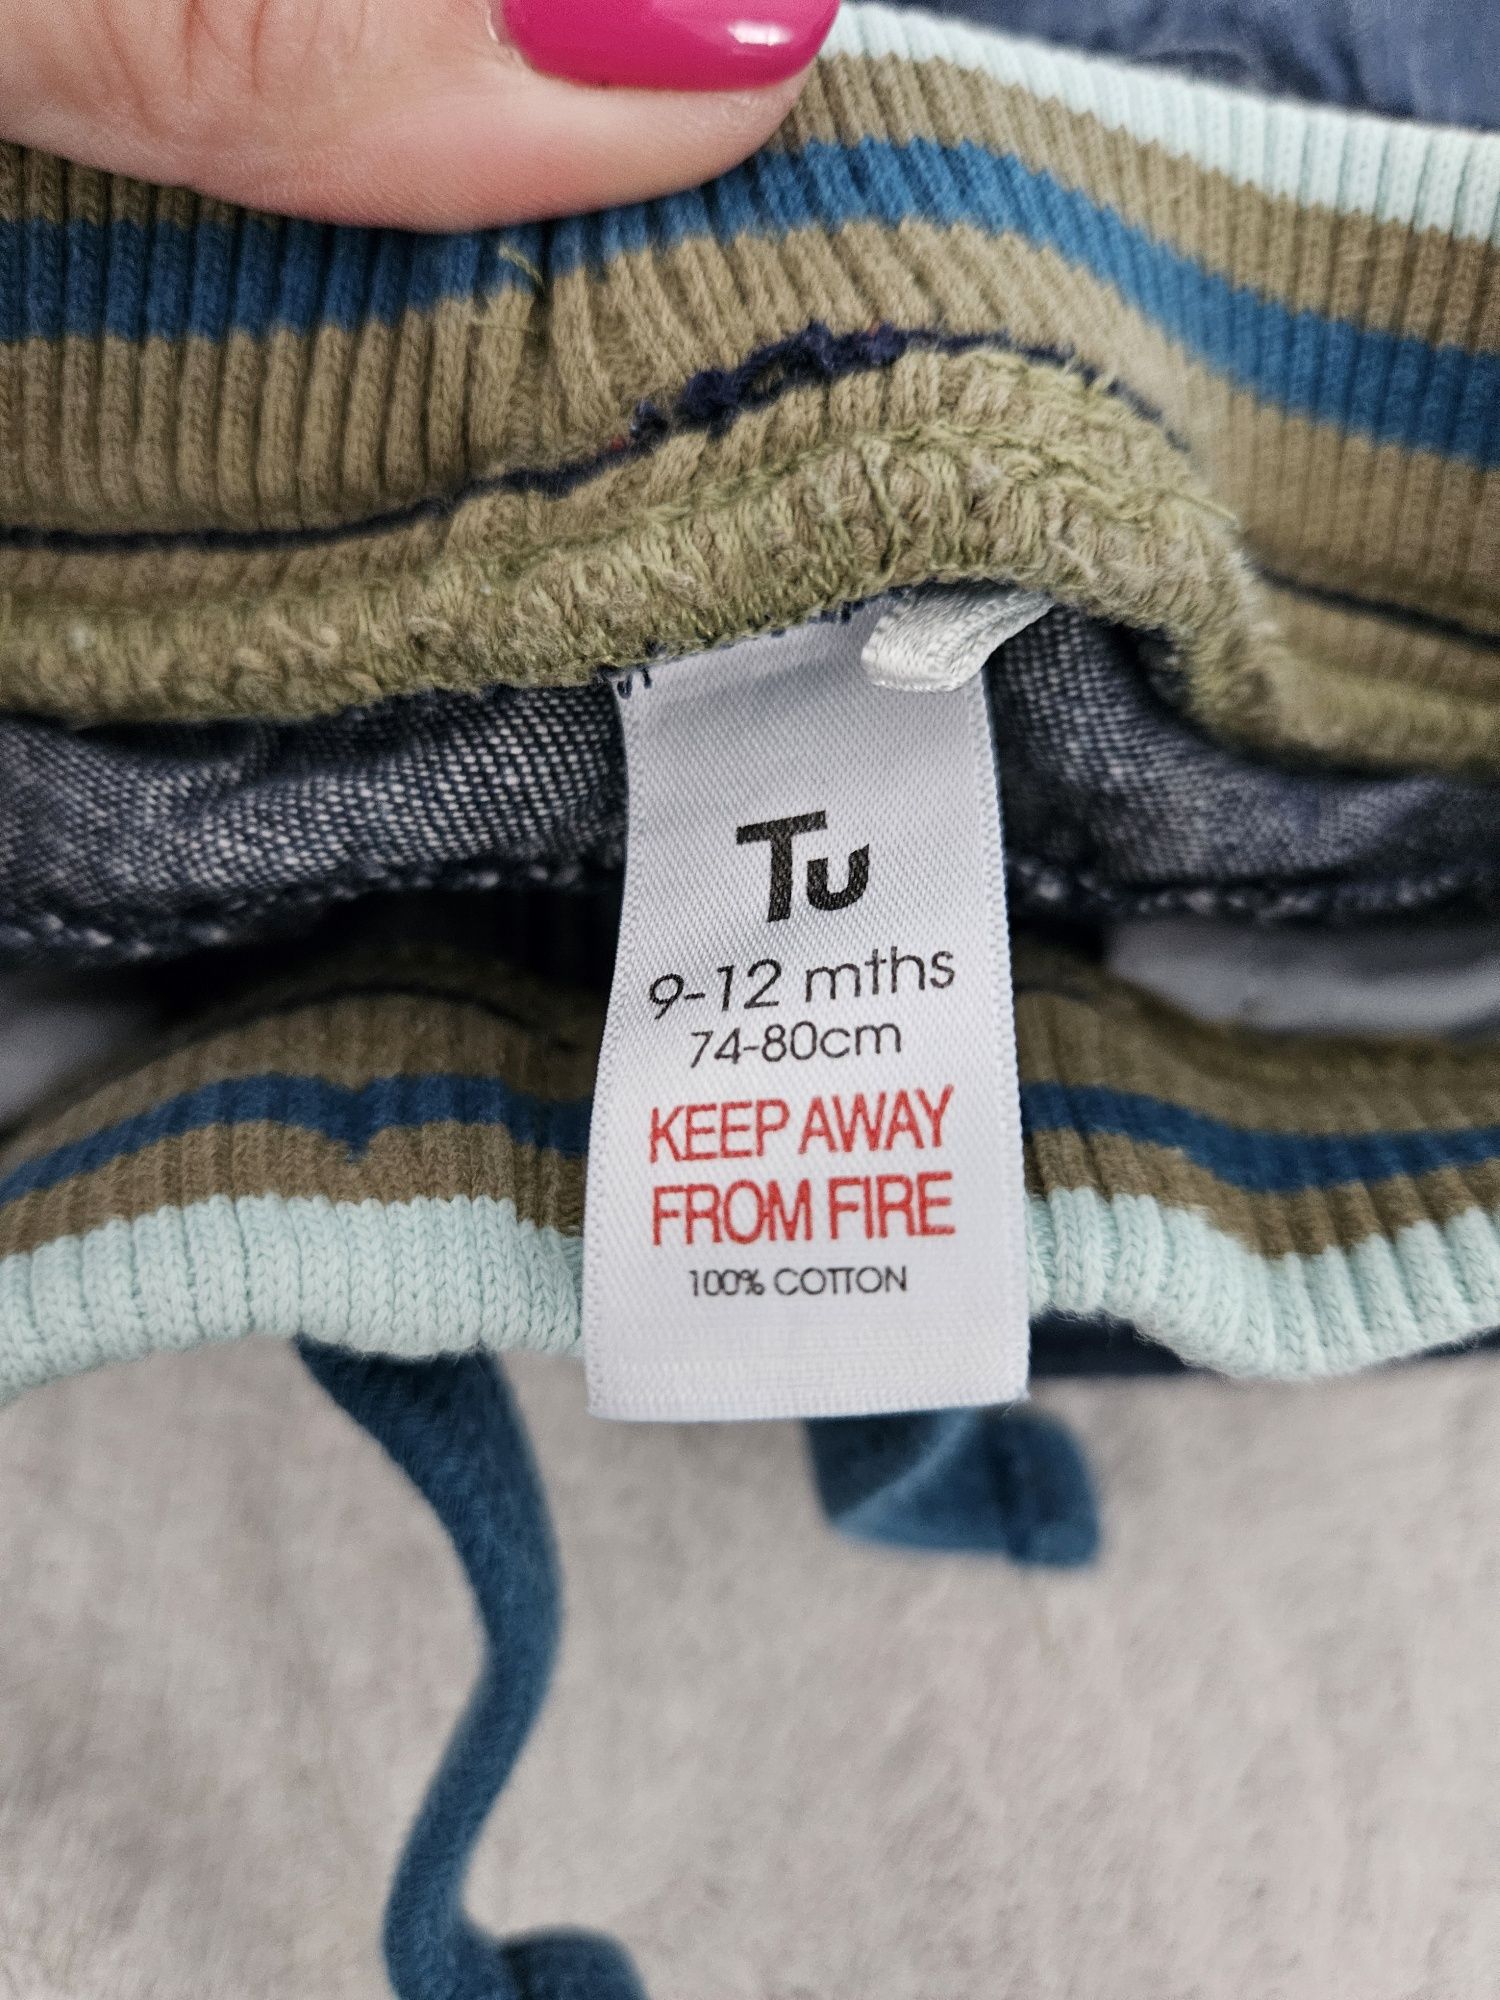 Tu
9-12 mths
74-80cm
KEEP AWAY
FROM FIRE
100% COTTON